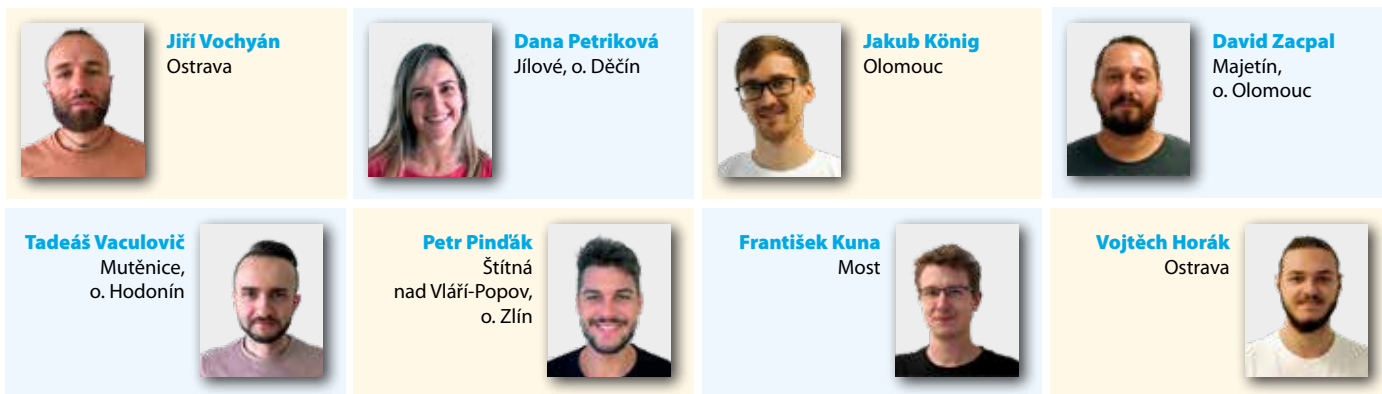 Jiří Vochyán
Ostrava
Dana Petriková
Jílové, o. Děčín
Jakub König
Olomouc
David Zacpal
Majetín,
o. Olomouc
Tadeáš Vaculovič
Mutěnice,
o. Hodonín
Petr Pinďák
Štítná
nad Vláří-Popov,
o. Zlín
František Kuna
Most
Vojtěch Horák
Ostrava